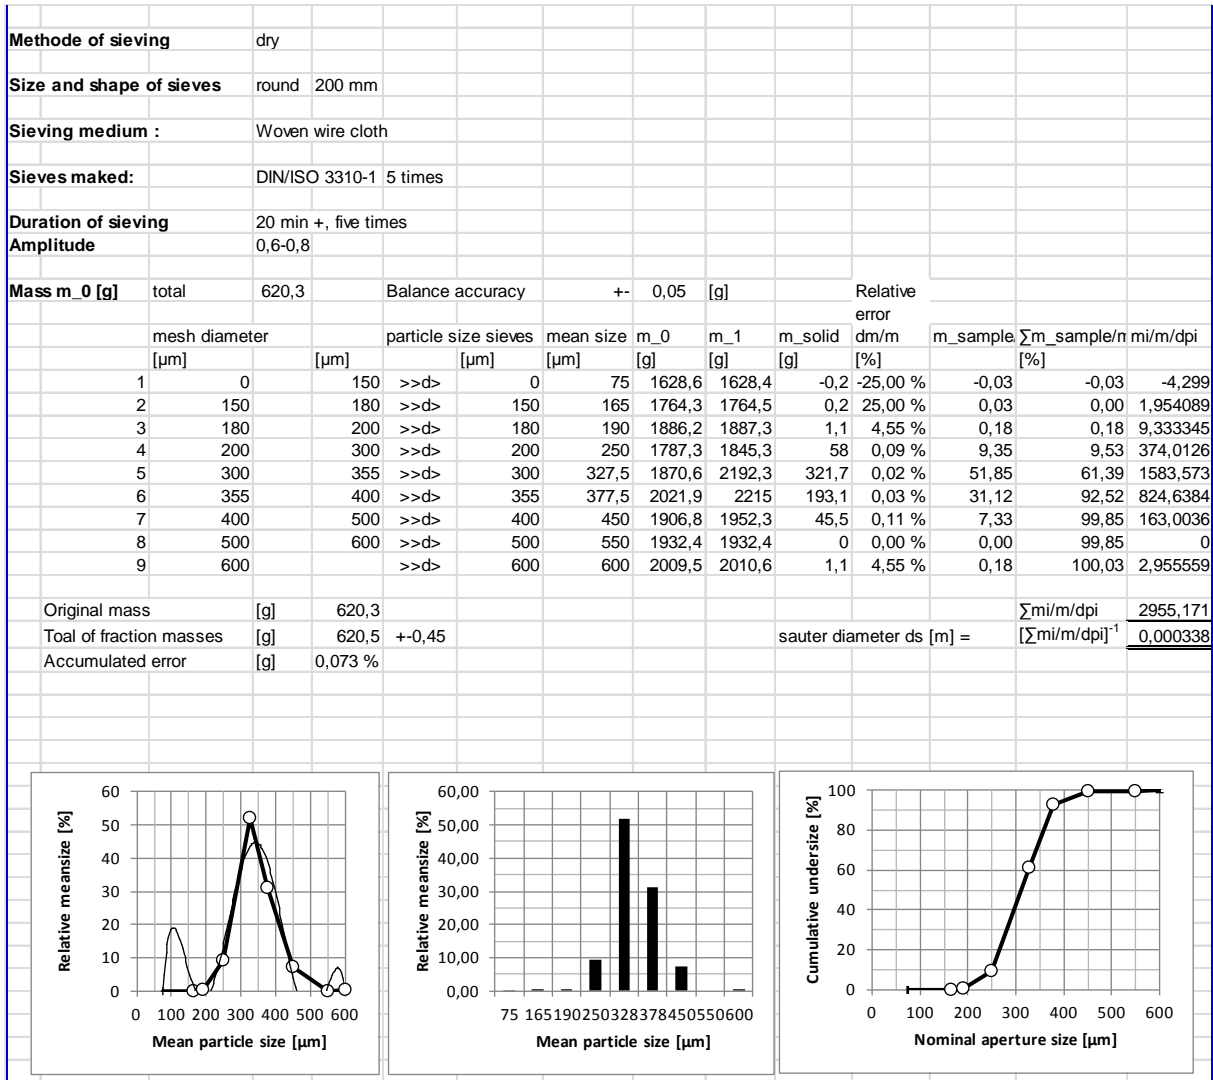 Methode of sieving dry
Size and shape of sieves round 200 mm
Sieving medium : Woven wire cloth
Sieves maked: DIN/ISO 3310-1 5 times
Duration of sieving 20 min +, five times
Amplitude 0,6-0,8
Mass m_0 [g] total 620,3 Balance accuracy +- 0,05 [g] Relative
error
mesh diameter particle size sieves mean size m_0 m_1 m_solid dm/m m_sample/ ∑m_sample/m mi/m/dpi
[µm] [µm] [µm] [µm] [g] [g] [g] [%] [%]
1 0 150 >>d> 0 75 1628,6 1628,4 -0,2 -25,00 % -0,03 -0,03 -4,299
2 150 180 >>d> 150 165 1764,3 1764,5 0,2 25,00 % 0,03 0,00 1,954089
3 180 200 >>d> 180 190 1886,2 1887,3 1,1 4,55 % 0,18 0,18 9,333345
4 200 300 >>d> 200 250 1787,3 1845,3 58 0,09 % 9,35 9,53 374,0126
5 300 355 >>d> 300 327,5 1870,6 2192,3 321,7 0,02 % 51,85 61,39 1583,573
6 355 400 >>d> 355 377,5 2021,9 2215 193,1 0,03 % 31,12 92,52 824,6384
7 400 500 >>d> 400 450 1906,8 1952,3 45,5 0,11 % 7,33 99,85 163,0036
8 500 600 >>d> 500 550 1932,4 1932,4 0 0,00 % 0,00 99,85 0
9 600 >>d> 600 600 2009,5 2010,6 1,1 4,55 % 0,18 100,03 2,955559
Original mass [g] 620,3 ∑mi/m/dpi 2955,171
Toal of fraction masses [g] 620,5 +-0,45 sauter diameter ds [m] = [∑mi/m/dpi]-1 0,000338
Accumulated error [g] 0,073 %
Relative meansize [%]
60
50
40
30
20
10
0
0 100 200 300 400 500 600
Mean particle size [µm]
Relative meansize [%]
60,00
50,00
40,00
30,00
20,00
10,00
0,00
75 165 190 250 328 378 450 550 600
Mean particle size [µm]
Cumulative undersize [%]
100
80
60
40
20
0
0 100 200 300 400 500 600
Nominal aperture size [µm]